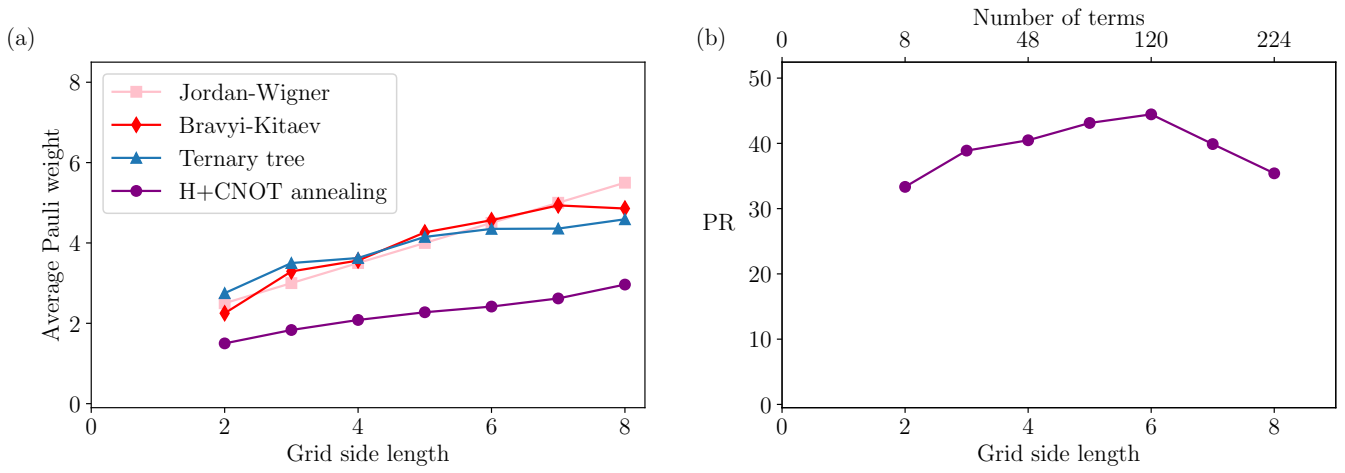 (a)
Average Pauli weight
8
6
4
2
0
Jordan-Wigner
Bravyi-Kitaev
Ternary tree
H+CNOT annealing
0 2 4 6 8
Grid side length
(b)
Number of terms
0 8 48 120 224
PR
50
40
30
20
10
0
0 2 4 6 8
Grid side length